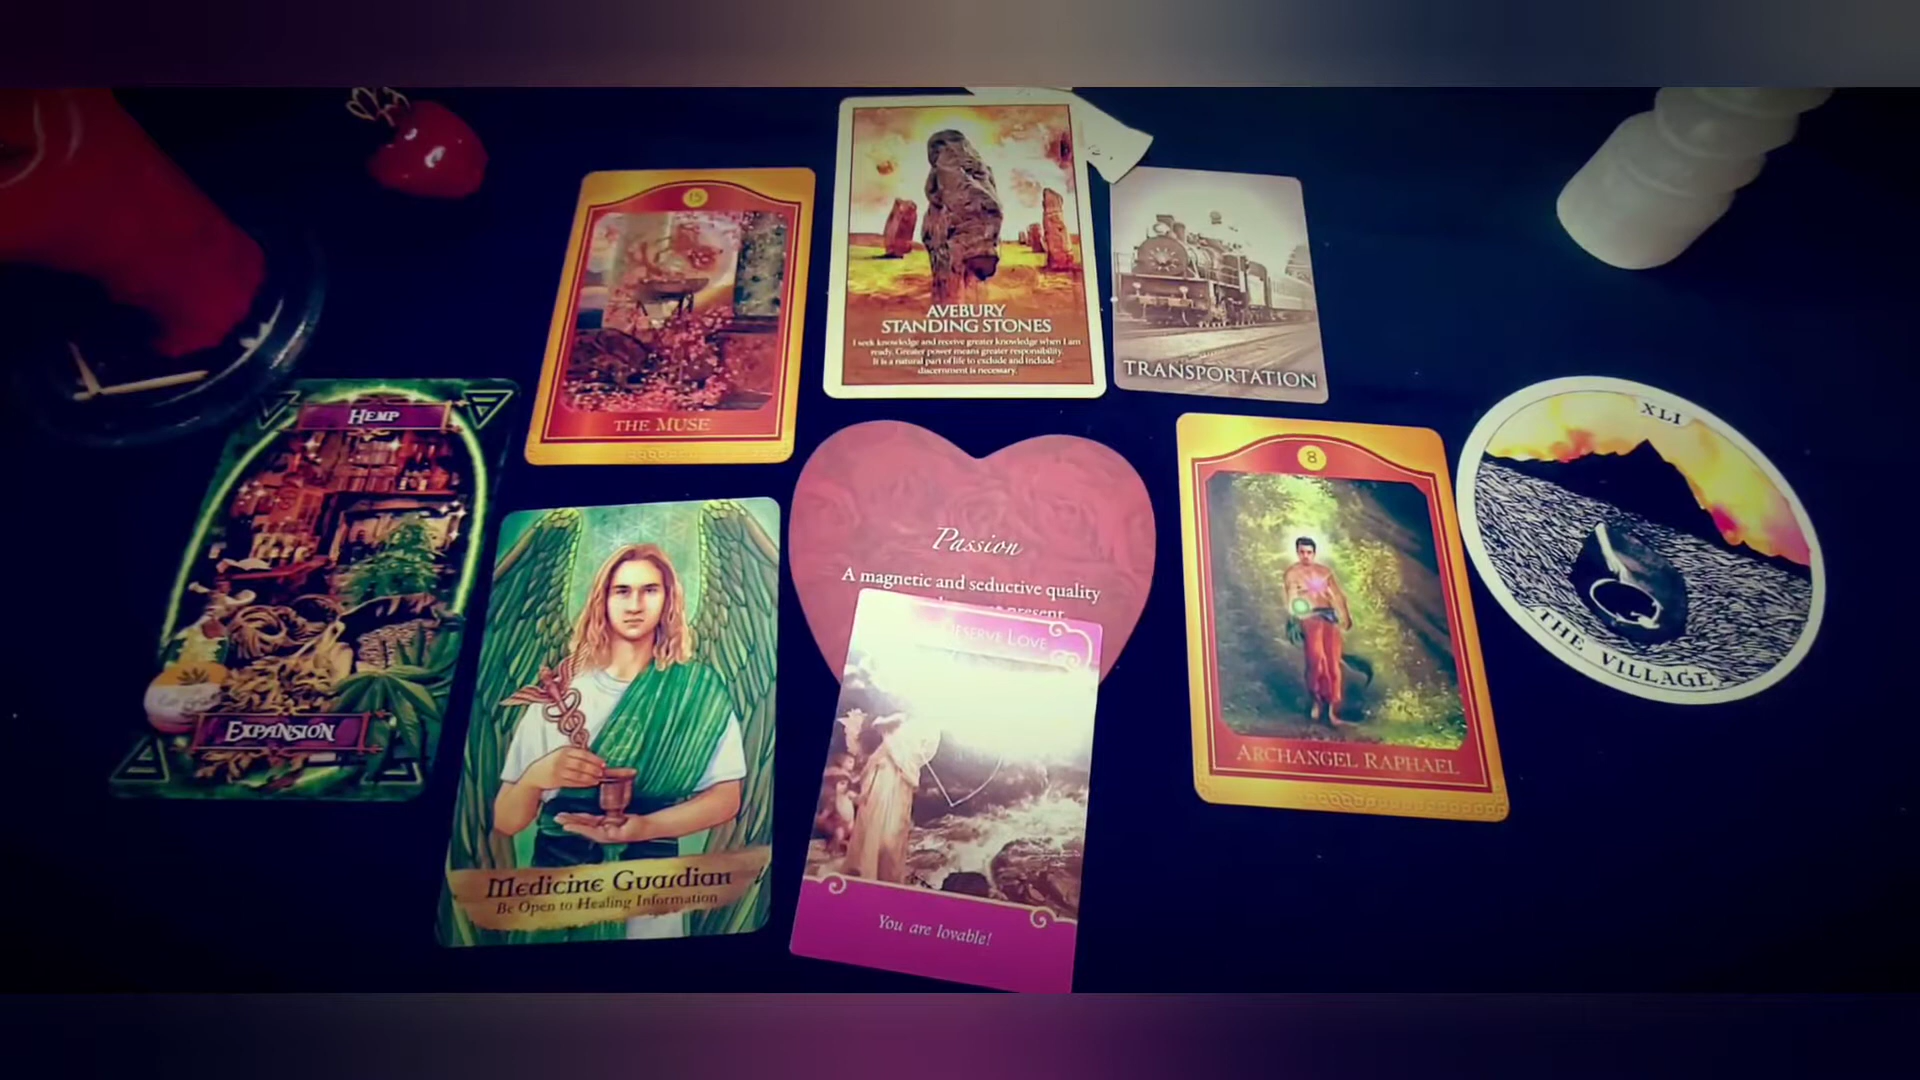 15
THE MUSE
AVEBURY
STANDING STONES
I seek knowledge and receive greater knowledge when I am
ready. Greater power means greater responsibility.
It is a natural part of life to exclude and include –
discernment is necessary.
TRANSPORTATION
HEMP
EXPANSION
Medicine Guardian
Be Open to Healing Information
Passion
A magnetic and seductive quality
present
DESERVE LOVE
You are lovable!
8
ARCHANGEL RAPHAEL
XLI
THE VILLAGE